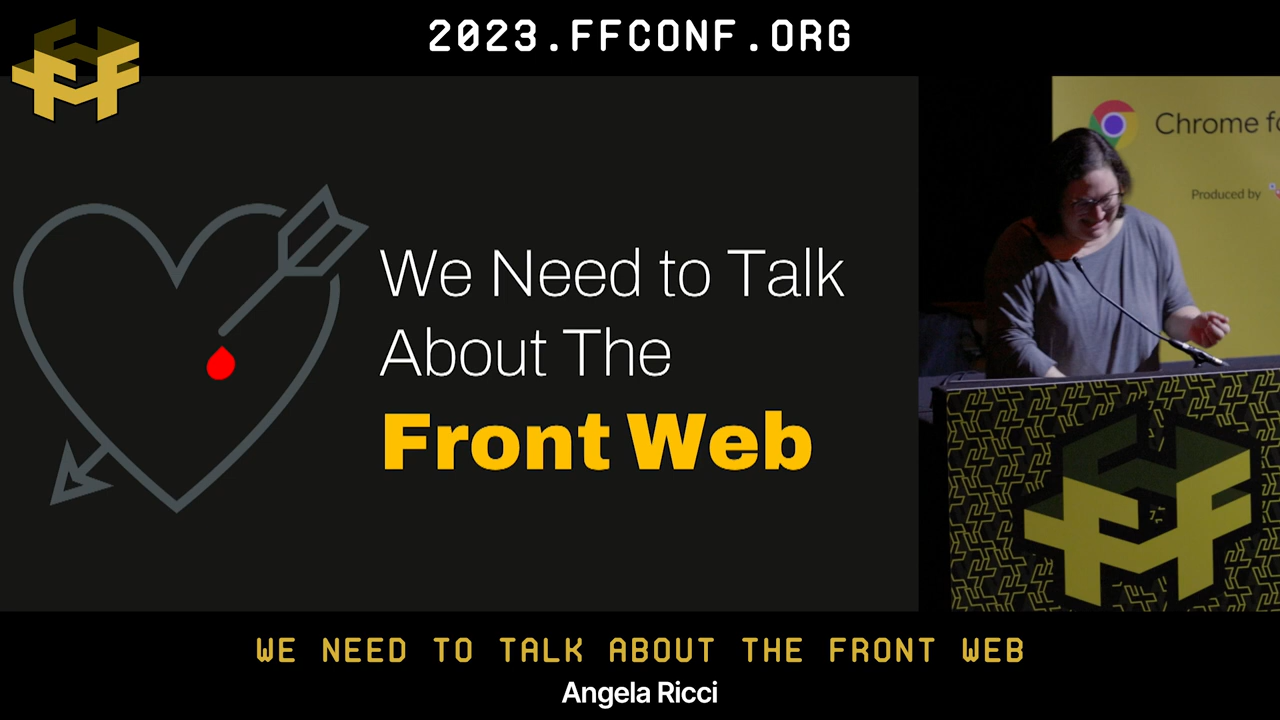 2023.FFCONF.ORG
We Need to Talk
About The
Front Web
Chrome fo
Produced by
WE NEED TO TALK ABOUT THE FRONT WEB
Angela Ricci